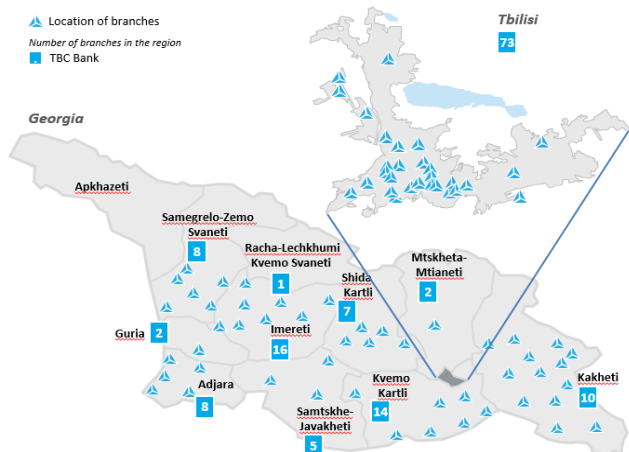 Location of branches
Number of branches in the region
TBC Bank
Tbilisi
73
Georgia
Apkhazeti
Samegrelo-Zemo
Svaneti
8
Racha-Lechkhumi
Kvemo Svaneti
1
Shida
Kartli
7
Mtskheta-
Mtianeti
2
Guria
2
Imereti
16
Adjara
8
Samtskhe-
Javakheti
5
Kvemo
Kartli
14
Kakheti
10